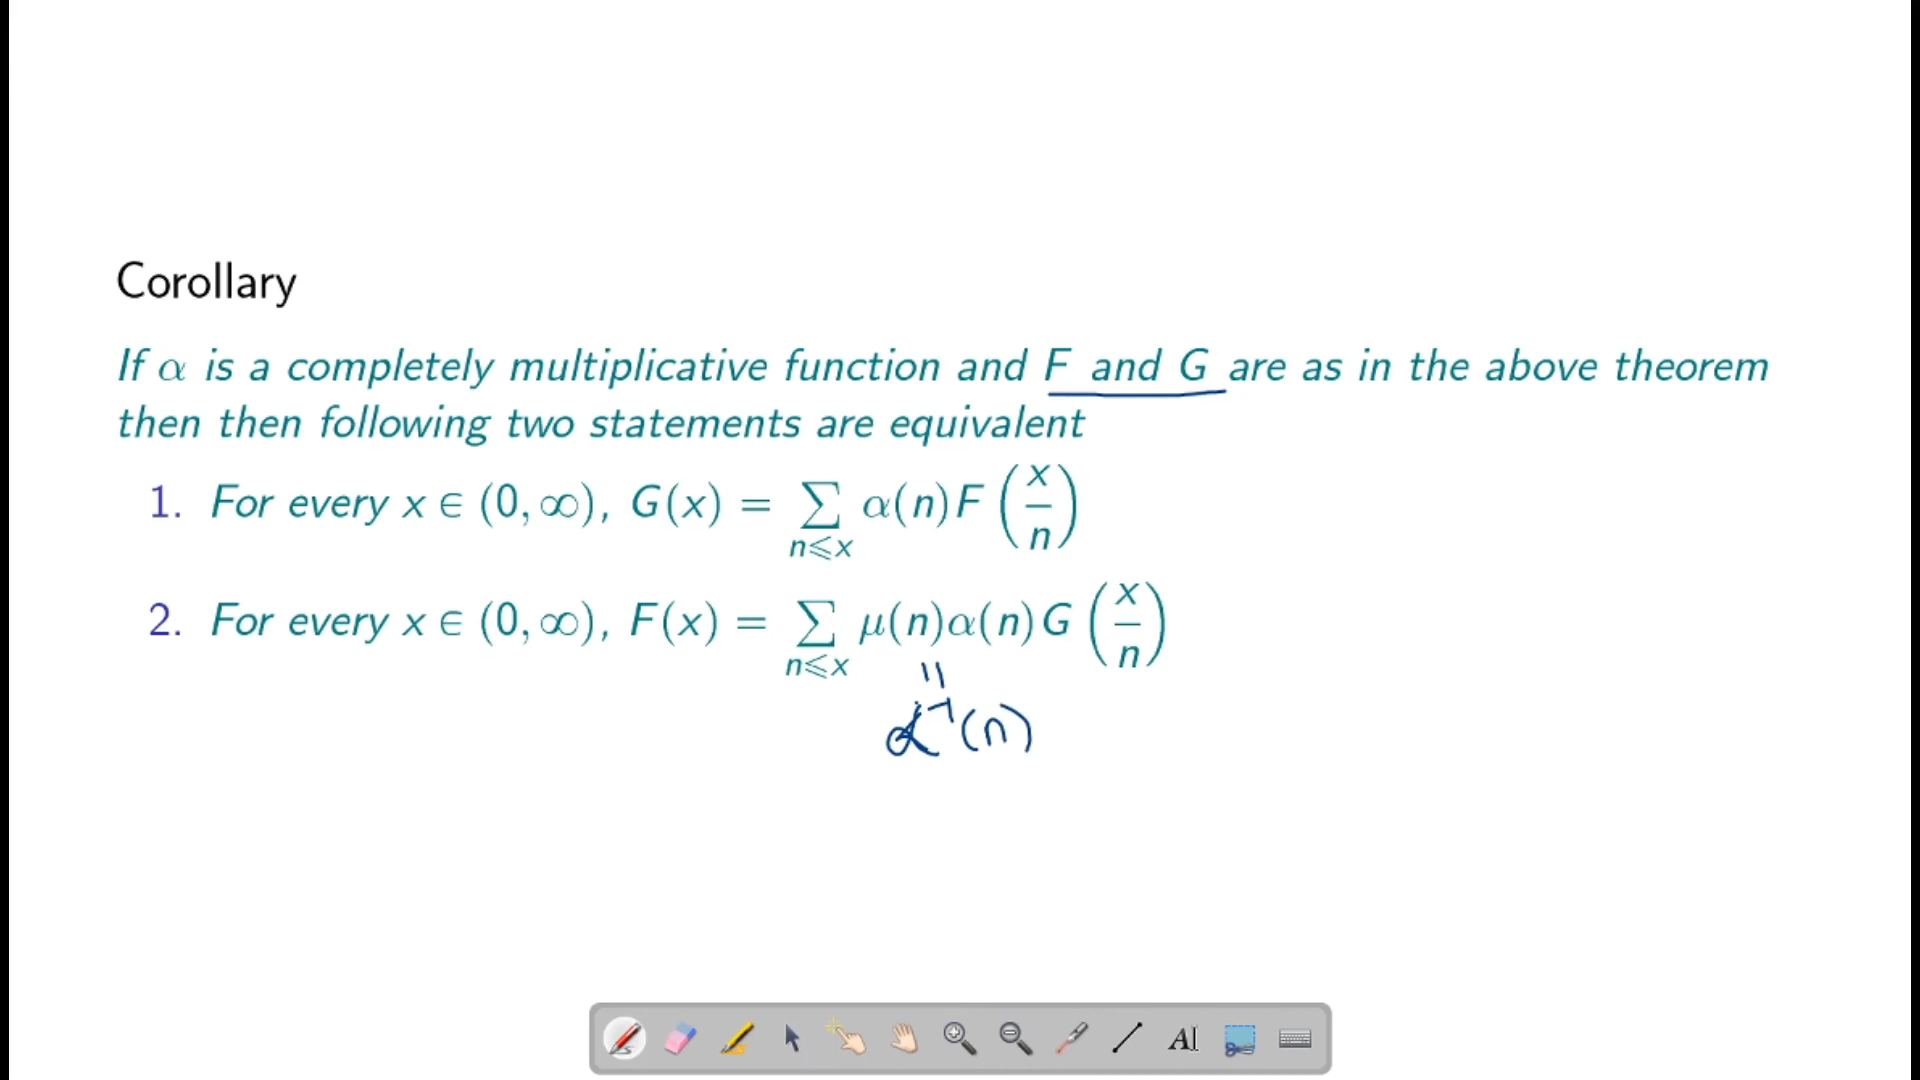 Corollary
If α is a completely multiplicative function and F and G are as in the above theorem
then then following two statements are equivalent
1. For every x ∈ (0, ∞), G(x) = ∑_{n⩽x} α(n)F(x/n)
2. For every x ∈ (0, ∞), F(x) = ∑_{n⩽x} μ(n)α(n)G(x/n)
=
α⁻¹(n)
AI